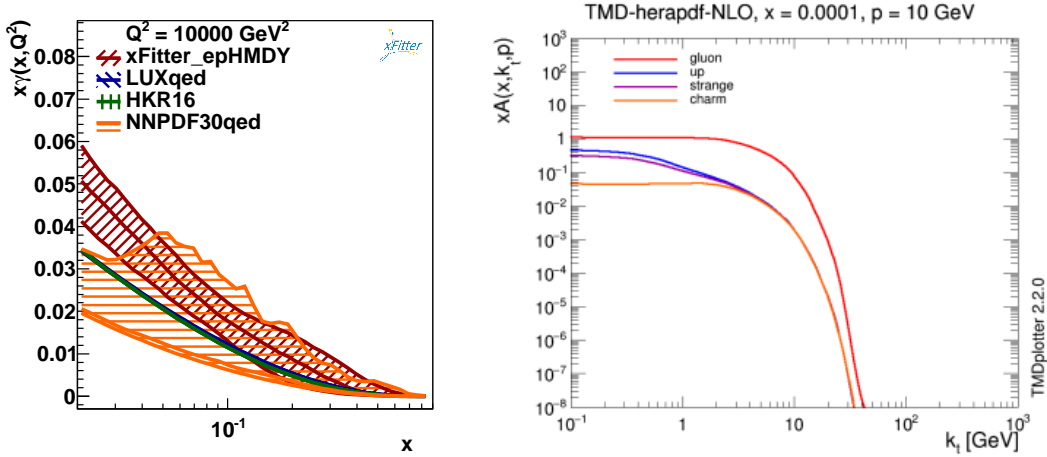 Q² = 10000 GeV²
xFitter_epHMDY
LUXqed
HKR16
NNPDF30qed
xFitter
xγ(x,Q²)
0.08
0.06
0.05
0.04
0.03
0.02
0.01
0
10⁻¹
x
TMD-herapdf-NLO, x = 0.0001, p = 10 GeV
xA(x,kₜ,p)
gluon
up
strange
charm
10³
10²
10
1
10⁻¹
10⁻²
10⁻³
10⁻⁴
10⁻⁵
10⁻⁶
10⁻⁷
10⁻⁸
10⁻¹
1
10
10²
10³
kₜ [GeV]
TMDplotter 2.2.0